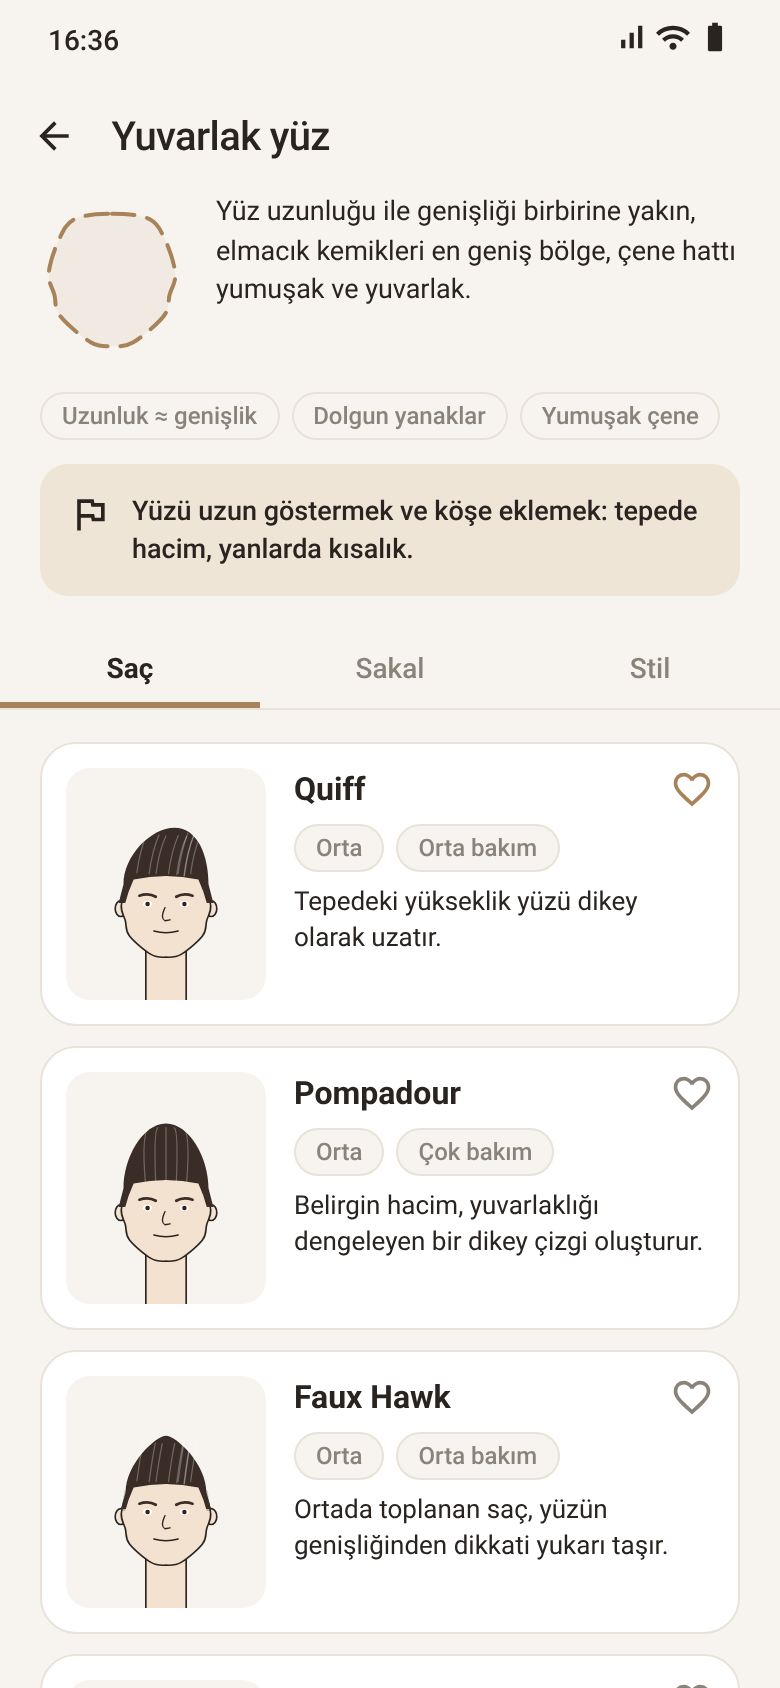 16:36
Yuvarlak yüz
Yüz uzunluğu ile genişliği birbirine yakın,
elmacık kemikleri en geniş bölge, çene hattı
yumuşak ve yuvarlak.
Uzunluk ≈ genişlik
Dolgun yanaklar
Yumuşak çene
Yüzü uzun göstermek ve köşe eklemek: tepede
hacim, yanlarda kısalık.
Saç
Sakal
Stil
Quiff
Orta
Orta bakım
Tepedeki yükseklik yüzü dikey
olarak uzatır.
Pompadour
Orta
Çok bakım
Belirgin hacim, yuvarlaklığı
dengeleyen bir dikey çizgi oluşturur.
Faux Hawk
Orta
Orta bakım
Ortada toplanan saç, yüzün
genişliğinden dikkati yukarı taşır.